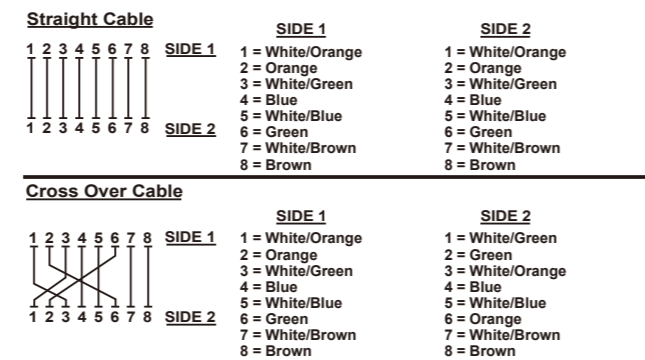 Straight Cable
1 2 3 4 5 6 7 8 SIDE 1
1 2 3 4 5 6 7 8 SIDE 2
SIDE 1
1 = White/Orange
2 = Orange
3 = White/Green
4 = Blue
5 = White/Blue
6 = Green
7 = White/Brown
8 = Brown
SIDE 2
1 = White/Orange
2 = Orange
3 = White/Green
4 = Blue
5 = White/Blue
6 = Green
7 = White/Brown
8 = Brown
Cross Over Cable
1 2 3 4 5 6 7 8 SIDE 1
1 2 3 4 5 6 7 8 SIDE 2
SIDE 1
1 = White/Orange
2 = Orange
3 = White/Green
4 = Blue
5 = White/Blue
6 = Green
7 = White/Brown
8 = Brown
SIDE 2
1 = White/Green
2 = Green
3 = White/Orange
4 = Blue
5 = White/Blue
6 = Orange
7 = White/Brown
8 = Brown